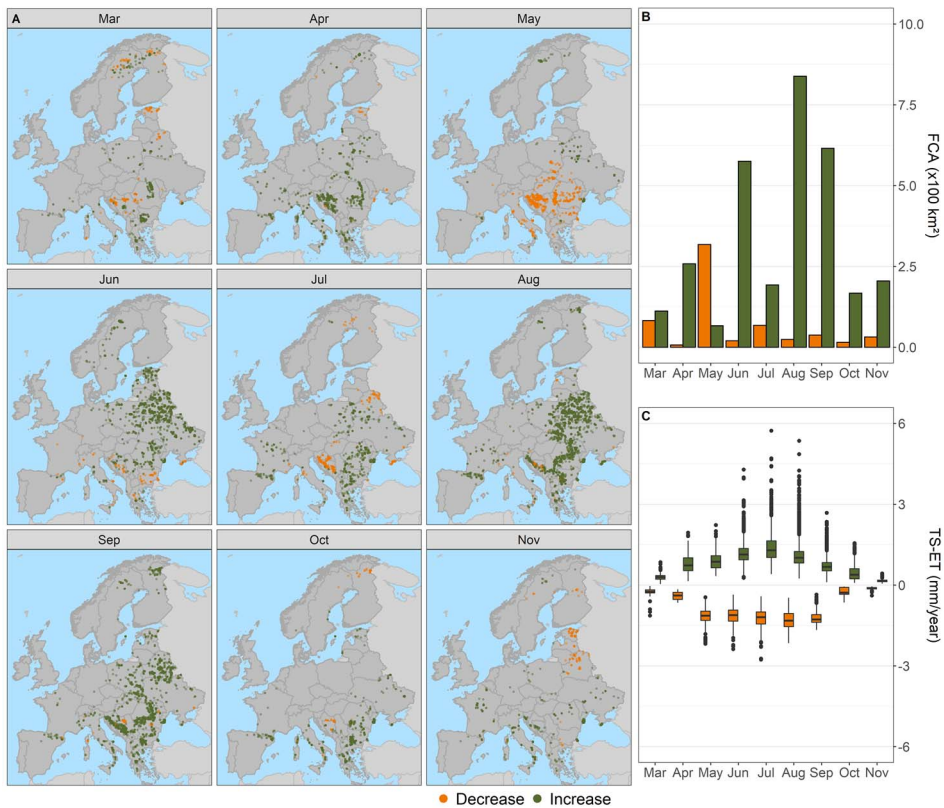 A
Mar
Apr
May
Jun
Jul
Aug
Sep
Oct
Nov
Decrease Increase
B
10.0
7.5
5.0
2.5
0.0
FCA (x100 km²)
Mar Apr May Jun Jul Aug Sep Oct Nov
C
6
3
0
-3
-6
TS-ET (mm/year)
Mar Apr May Jun Jul Aug Sep Oct Nov